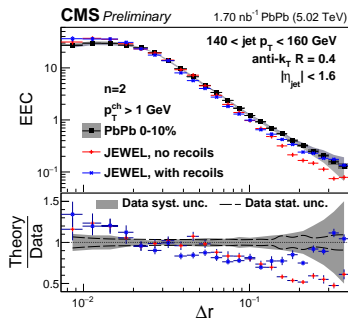 CMS Preliminary 1.70 nb⁻¹ PbPb (5.02 TeV)
140 < jet p_T < 160 GeV
anti-k_T R = 0.4
|η_jet| < 1.6
n=2
p_T^ch > 1 GeV
PbPb 0-10%
JEWEL, no recoils
JEWEL, with recoils
EEC
10
1
10⁻¹
Data syst. unc. Data stat. unc.
Theory
Data
1.5
1.0
0.5
10⁻² 10⁻¹
Δr